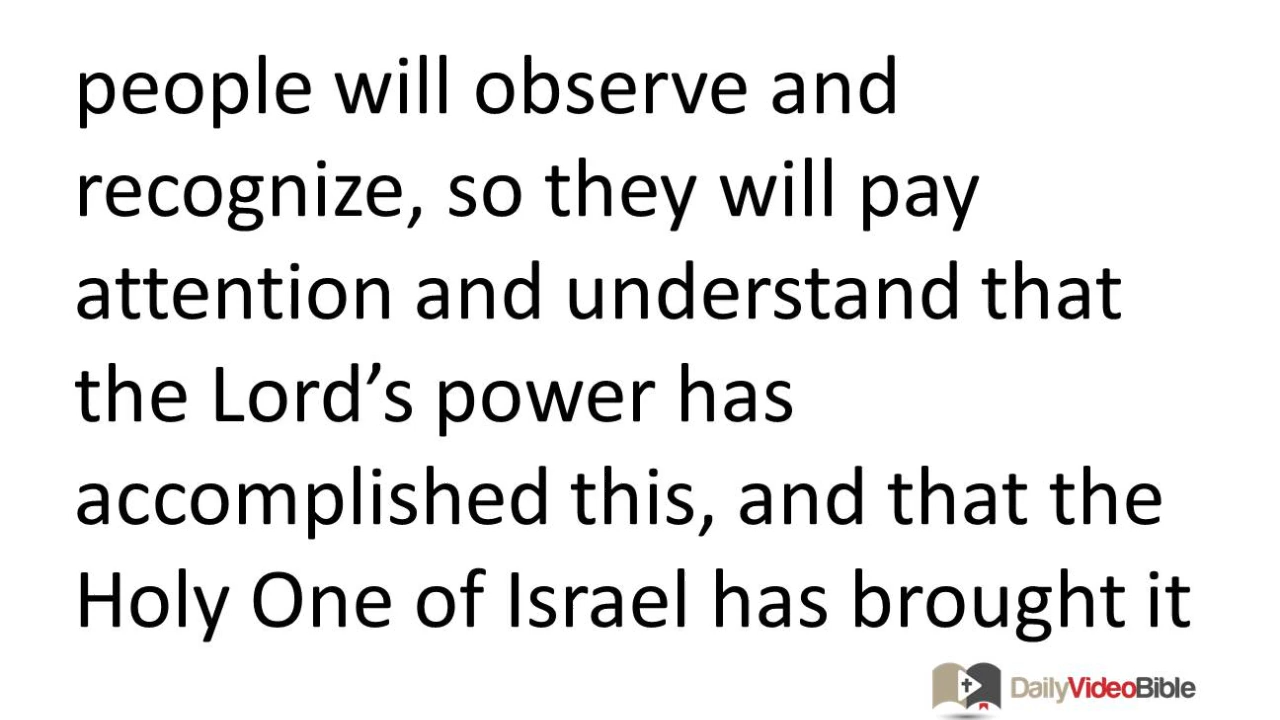 people will observe and
recognize, so they will pay
attention and understand that
the Lord’s power has
accomplished this, and that the
Holy One of Israel has brought it
DailyVideoBible